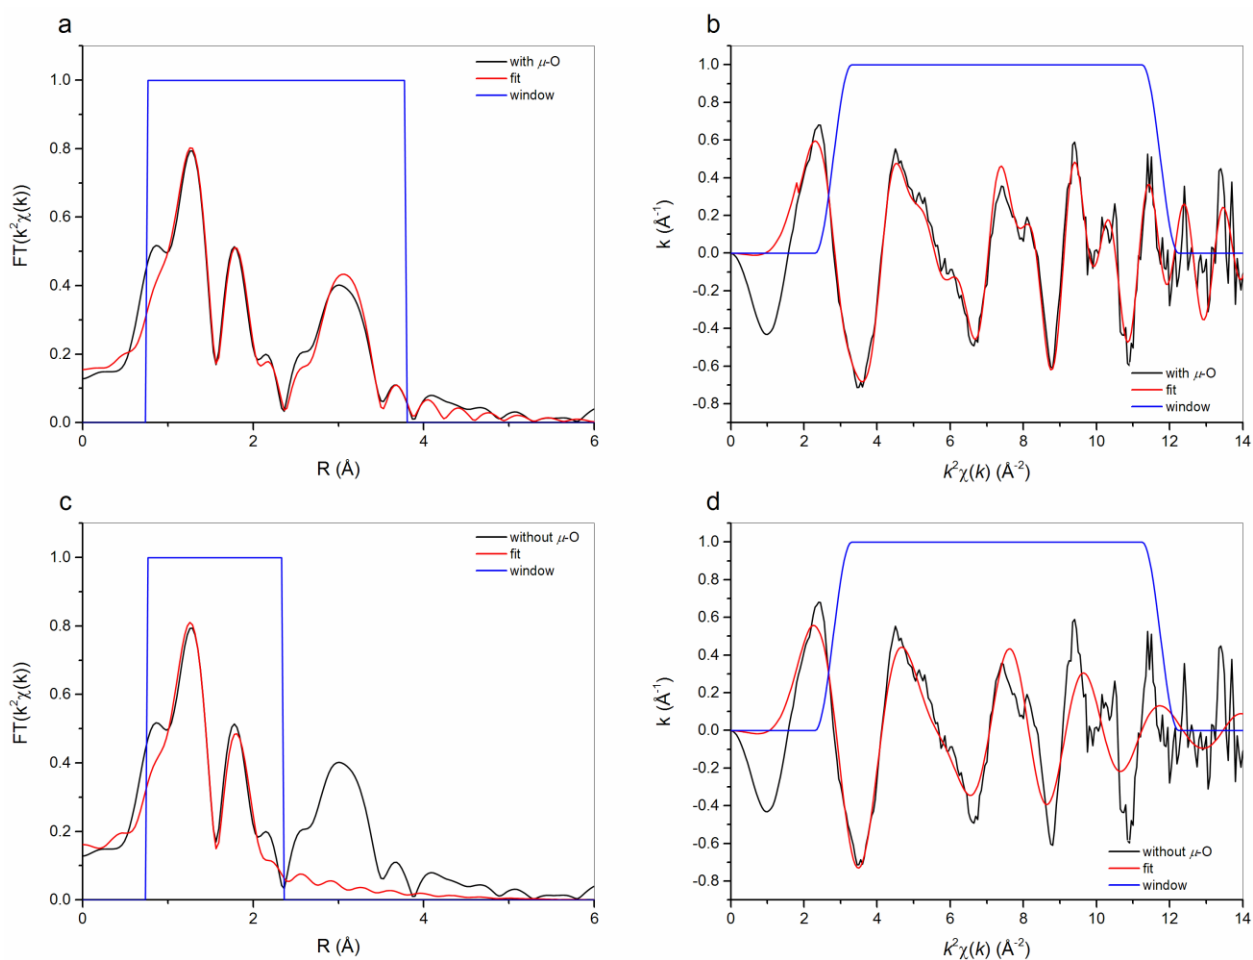 a
with μ-O
fit
window
FT(k²χ(k))
1.0
0.8
0.6
0.4
0.2
0.0
0 2 4 6
R (Å)
b
k (Å⁻¹)
1.0
0.8
0.6
0.4
0.2
0.0
-0.2
-0.4
-0.6
-0.8
with μ-O
fit
window
0 2 4 6 8 10 12 14
k²χ(k) (Å⁻²)
c
without μ-O
fit
window
FT(k²χ(k))
1.0
0.8
0.6
0.4
0.2
0.0
0 2 4 6
R (Å)
d
k (Å⁻¹)
1.0
0.8
0.6
0.4
0.2
0.0
-0.2
-0.4
-0.6
-0.8
without μ-O
fit
window
0 2 4 6 8 10 12 14
k²χ(k) (Å⁻²)